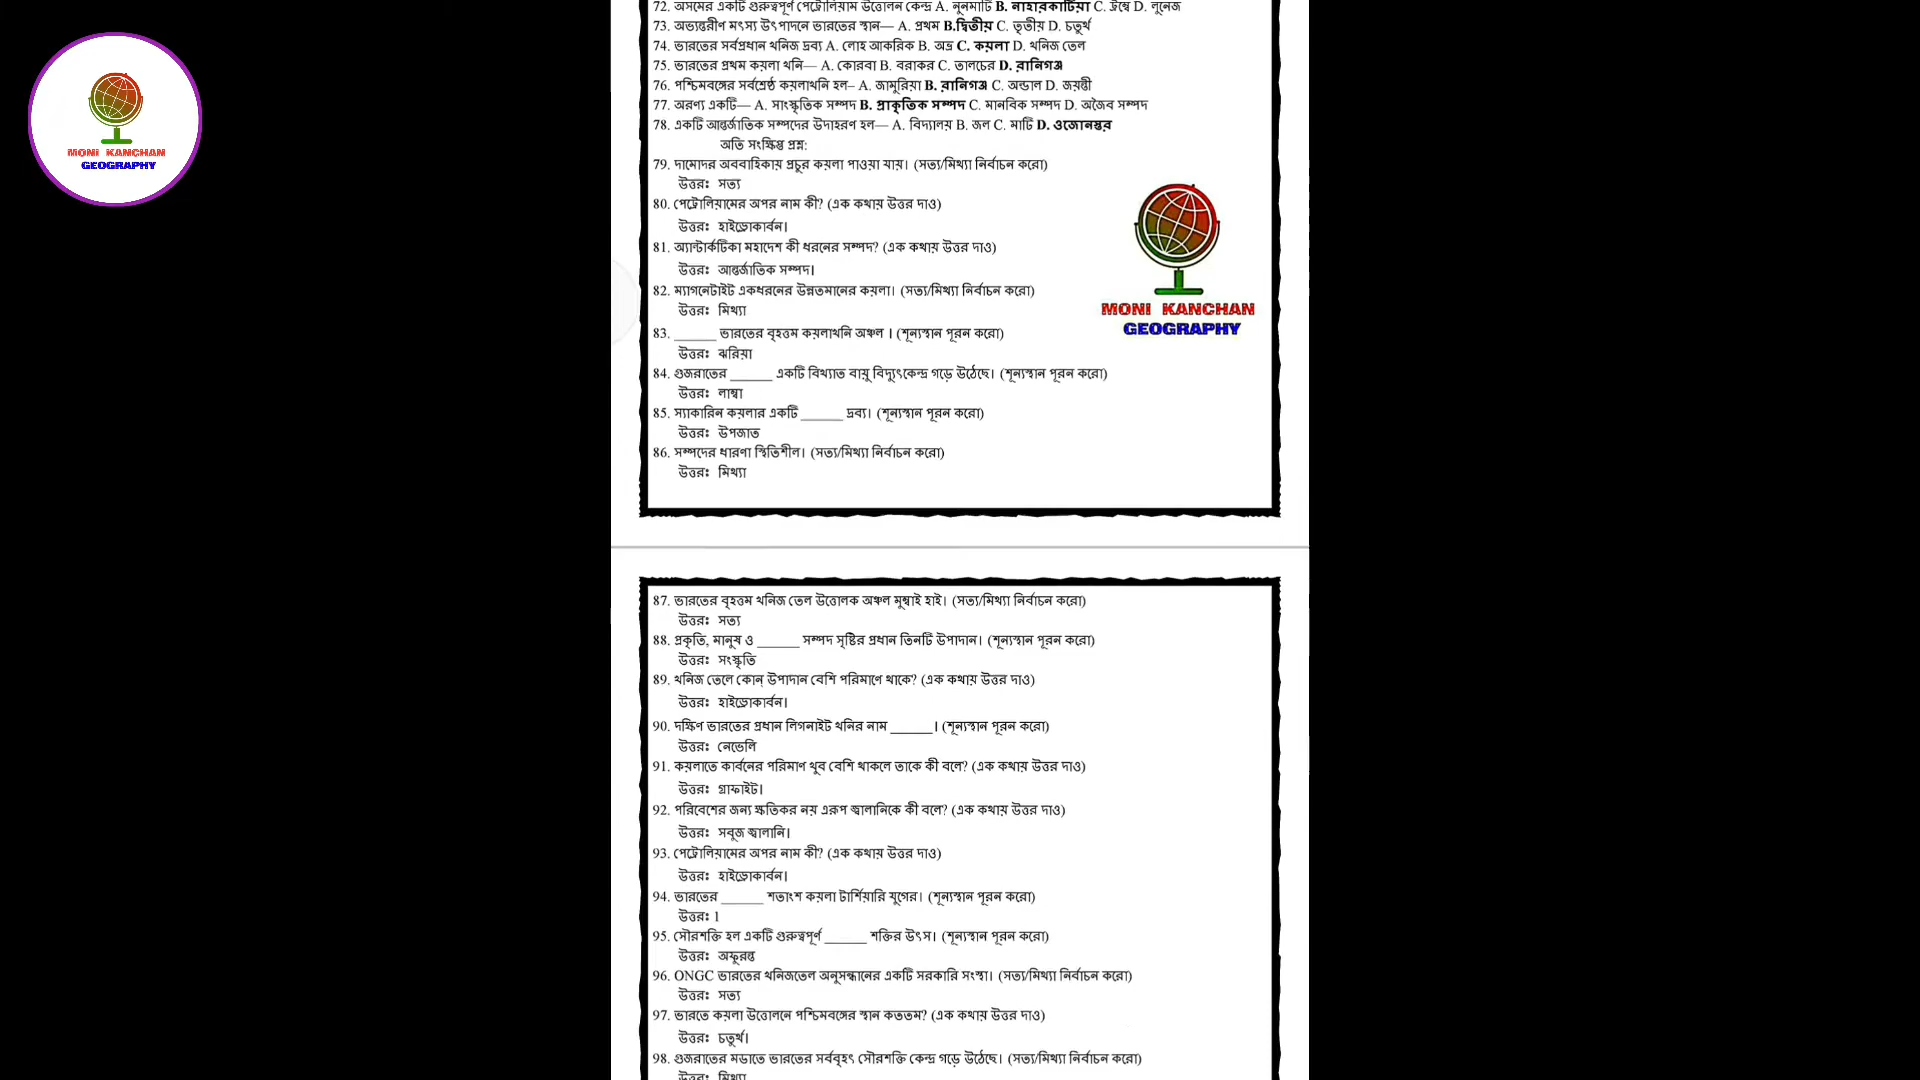 MONI KANCHAN
GEOGRAPHY
72. অসমের একটি গুরুত্বপূর্ণ পেট্রোলিয়াম উত্তোলন কেন্দ্র A. নুনমাটি B. নাহারকাটিয়া C. ট্রম্বে D. লুনেজ
73. অভ্যন্তরীণ মৎস্য উৎপাদনে ভারতের স্থান— A. প্রথম B.দ্বিতীয় C. তৃতীয় D. চতুর্থ
74. ভারতের সর্বপ্রধান খনিজ দ্রব্য A. লোহ আকরিক B. অভ্র C. কয়লা D. খনিজ তেল
75. ভারতের প্রথম কয়লা খনি— A. কোরবা B. বরাকর C. তালচের D. রানিগঞ্জ
76. পশ্চিমবঙ্গের সর্বশ্রেষ্ঠ কয়লাখনি হল– A. জামুরিয়া B. রানিগঞ্জ C. অন্ডাল D. জয়ন্তী
77. অরণ্য একটি— A. সাংস্কৃতিক সম্পদ B. প্রাকৃতিক সম্পদ C. মানবিক সম্পদ D. অজৈব সম্পদ
78. একটি আন্তর্জাতিক সম্পদের উদাহরণ হল— A. বিদ্যালয় B. জল C. মাটি D. ওজোনস্তর
অতি সংক্ষিপ্ত প্রশ্ন:
79. দামোদর অববাহিকায় প্রচুর কয়লা পাওয়া যায়। (সত্য/মিথ্যা নির্বাচন করো)
উত্তরঃ সত্য
80. পেট্রোলিয়ামের অপর নাম কী? (এক কথায় উত্তর দাও)
উত্তরঃ হাইড্রোকার্বন।
81. অ্যান্টার্কটিকা মহাদেশ কী ধরনের সম্পদ? (এক কথায় উত্তর দাও)
উত্তরঃ আন্তর্জাতিক সম্পদ।
82. ম্যাগনেটাইট একধরনের উন্নতমানের কয়লা। (সত্য/মিথ্যা নির্বাচন করো)
উত্তরঃ মিথ্যা
83. ______ ভারতের বৃহত্তম কয়লাখনি অঞ্চল । (শূন্যস্থান পূরন করো)
উত্তরঃ ঝরিয়া
84. গুজরাতের ______ একটি বিখ্যাত বায়ু বিদ্যুৎকেন্দ্র গড়ে উঠেছে। (শূন্যস্থান পূরন করো)
উত্তরঃ লাম্বা
85. স্যাকারিন কয়লার একটি ______ দ্রব্য। (শূন্যস্থান পূরন করো)
উত্তরঃ উপজাত
86. সম্পদের ধারণা স্থিতিশীল। (সত্য/মিথ্যা নির্বাচন করো)
উত্তরঃ মিথ্যা
MONI KANCHAN
GEOGRAPHY
87. ভারতের বৃহত্তম খনিজ তেল উত্তোলক অঞ্চল মুম্বাই হাই। (সত্য/মিথ্যা নির্বাচন করো)
উত্তরঃ সত্য
88. প্রকৃতি, মানুষ ও ______ সম্পদ সৃষ্টির প্রধান তিনটি উপাদান। (শূন্যস্থান পূরন করো)
উত্তরঃ সংস্কৃতি
89. খনিজ তেলে কোন্ উপাদান বেশি পরিমাণে থাকে? (এক কথায় উত্তর দাও)
উত্তরঃ হাইড্রোকার্বন।
90. দক্ষিণ ভারতের প্রধান লিগনাইট খনির নাম ______। (শূন্যস্থান পূরন করো)
উত্তরঃ নেভেলি
91. কয়লাতে কার্বনের পরিমাণ খুব বেশি থাকলে তাকে কী বলে? (এক কথায় উত্তর দাও)
উত্তরঃ গ্রাফাইট।
92. পরিবেশের জন্য ক্ষতিকর নয় এরূপ জ্বালানিকে কী বলে? (এক কথায় উত্তর দাও)
উত্তরঃ সবুজ জ্বালানি।
93. পেট্রোলিয়ামের অপর নাম কী? (এক কথায় উত্তর দাও)
উত্তরঃ হাইড্রোকার্বন।
94. ভারতের ______ শতাংশ কয়লা টার্শিয়ারি যুগের। (শূন্যস্থান পূরন করো)
উত্তরঃ 1
95. সৌরশক্তি হল একটি গুরুত্বপূর্ণ ______ শক্তির উৎস। (শূন্যস্থান পূরন করো)
উত্তরঃ অফুরন্ত
96. ONGC ভারতের খনিজতেল অনুসন্ধানের একটি সরকারি সংস্থা। (সত্য/মিথ্যা নির্বাচন করো)
উত্তরঃ সত্য
97. ভারতে কয়লা উত্তোলনে পশ্চিমবঙ্গের স্থান কততম? (এক কথায় উত্তর দাও)
উত্তরঃ চতুর্থ।
98. গুজরাতের মডাতে ভারতের সর্ববৃহৎ সৌরশক্তি কেন্দ্র গড়ে উঠেছে। (সত্য/মিথ্যা নির্বাচন করো)
উত্তরঃ মিথ্যা